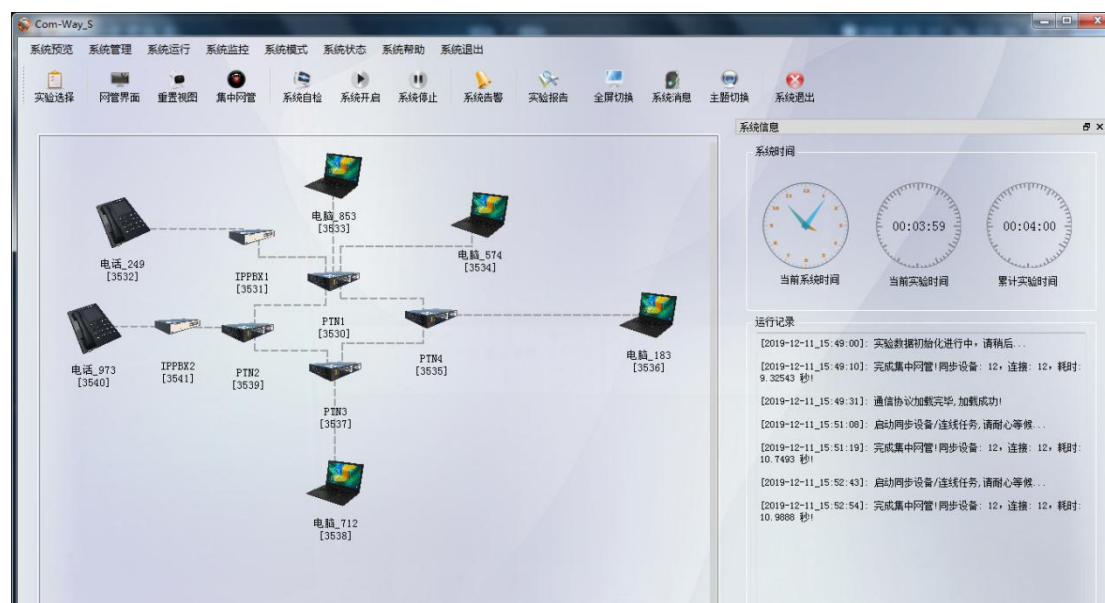 Com-Way_S
系统预览 系统管理 系统运行 系统监控 系统模式 系统状态 系统帮助 系统退出
实验选择 网管界面 重置视图 集中网管 系统自检 系统开启 系统停止 系统告警 实验报告 全屏切换 系统消息 主题切换 系统退出
系统信息
系统时间
00:03:59
00:04:00
当前系统时间
当前实验时间
累计实验时间
运行记录
[2019-12-11_15:49:00]: 实验数据初始化进行中,请稍后...
[2019-12-11_15:49:10]: 完成集中网管!同步设备: 12, 连接: 12, 耗时:
9.32543 秒!
[2019-12-11_15:49:31]: 通信协议加载完毕,加载成功!
[2019-12-11_15:51:08]: 启动同步设备/连线任务,请耐心等候...
[2019-12-11_15:51:19]: 完成集中网管!同步设备: 12, 连接: 12, 耗时:
10.7493 秒!
[2019-12-11_15:52:43]: 启动同步设备/连线任务,请耐心等候...
[2019-12-11_15:52:54]: 完成集中网管!同步设备: 12, 连接: 12, 耗时:
10.9888 秒!
电脑_853
[3533]
电脑_574
[3534]
电话_249
[3532]
IPPBX1
[3531]
PTN1
[3530]
PTN4
[3535]
电脑_183
[3536]
电话_973
[3540]
IPPBX2
[3541]
PTN2
[3539]
PTN3
[3537]
电脑_712
[3538]